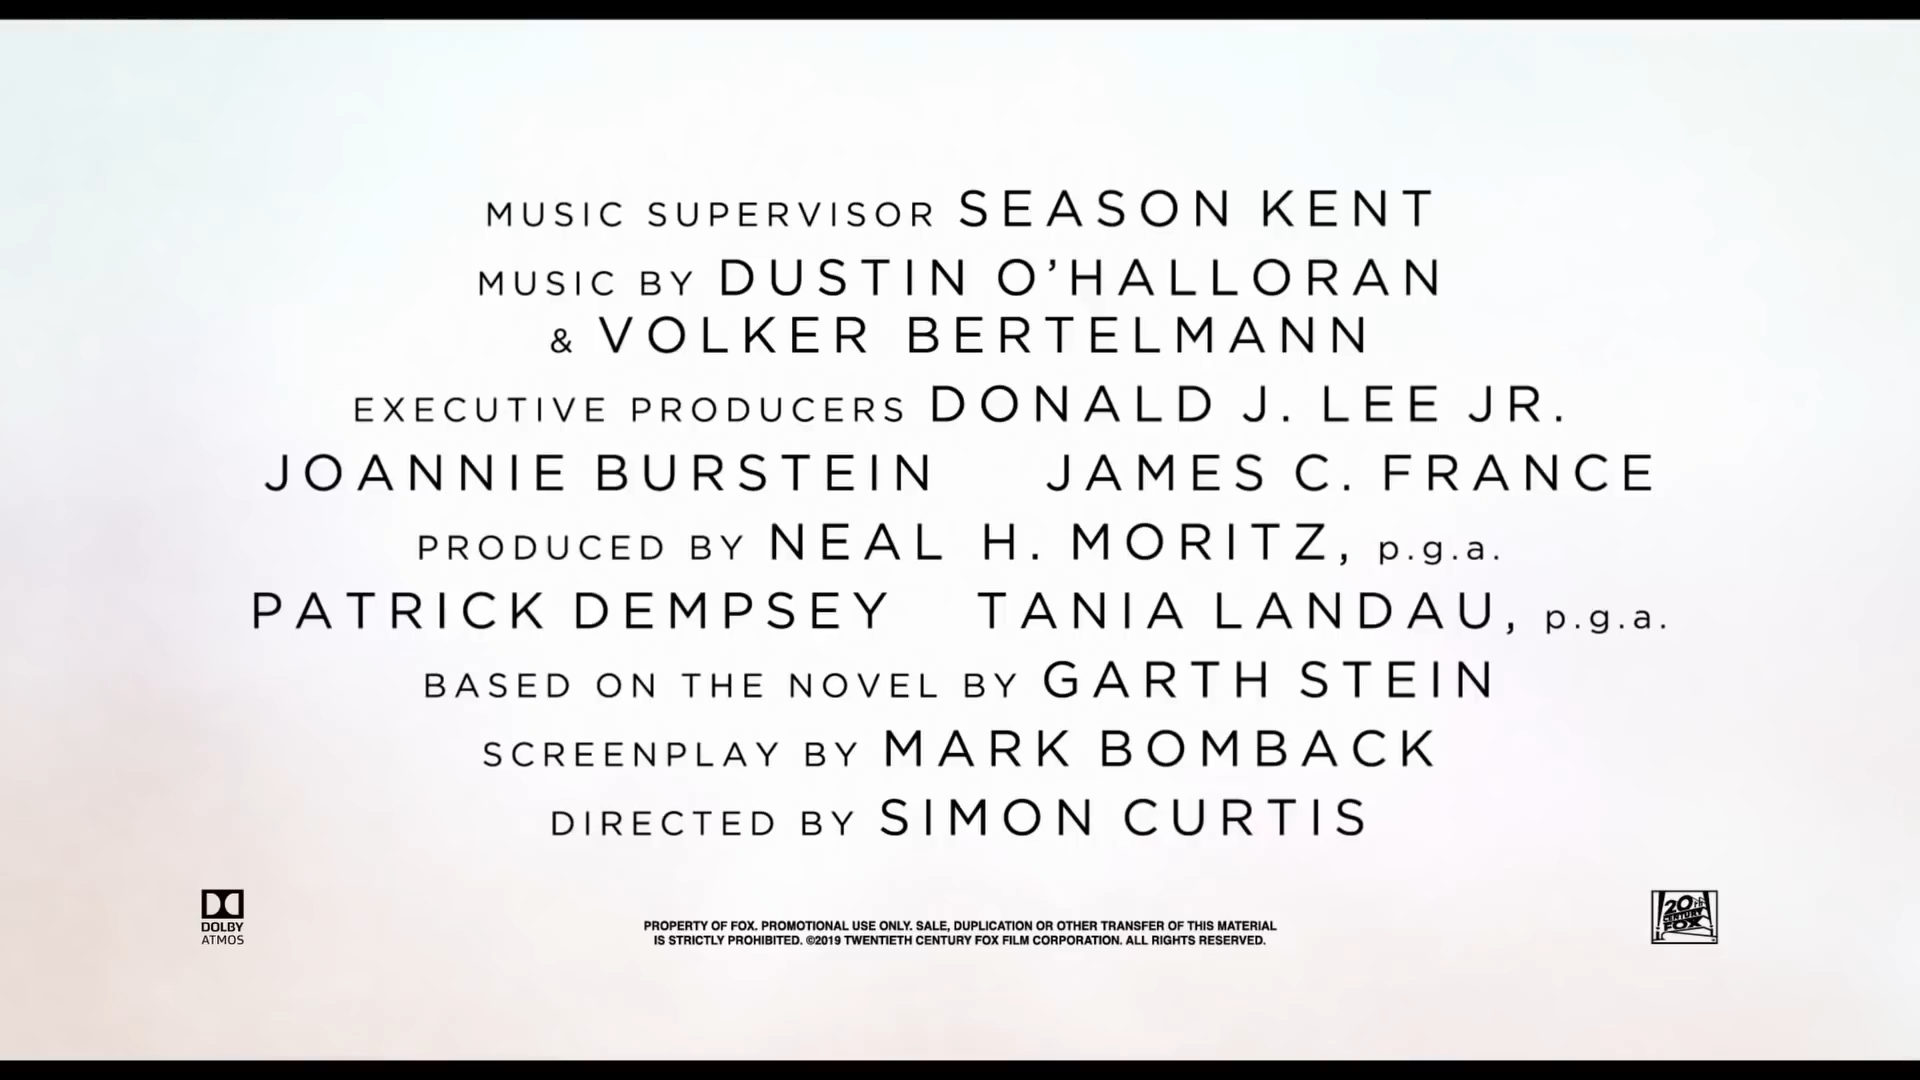 MUSIC SUPERVISOR SEASON KENT
MUSIC BY DUSTIN O’HALLORAN
& VOLKER BERTELMANN
EXECUTIVE PRODUCERS DONALD J. LEE JR.
JOANNIE BURSTEIN JAMES C. FRANCE
PRODUCED BY NEAL H. MORITZ, p.g.a.
PATRICK DEMPSEY TANIA LANDAU, p.g.a.
BASED ON THE NOVEL BY GARTH STEIN
SCREENPLAY BY MARK BOMBACK
DIRECTED BY SIMON CURTIS
DOLBY
ATMOS
PROPERTY OF FOX. PROMOTIONAL USE ONLY. SALE, DUPLICATION OR OTHER TRANSFER OF THIS MATERIAL
IS STRICTLY PROHIBITED. ©2019 TWENTIETH CENTURY FOX FILM CORPORATION. ALL RIGHTS RESERVED.
20th
CENTURY
FOX